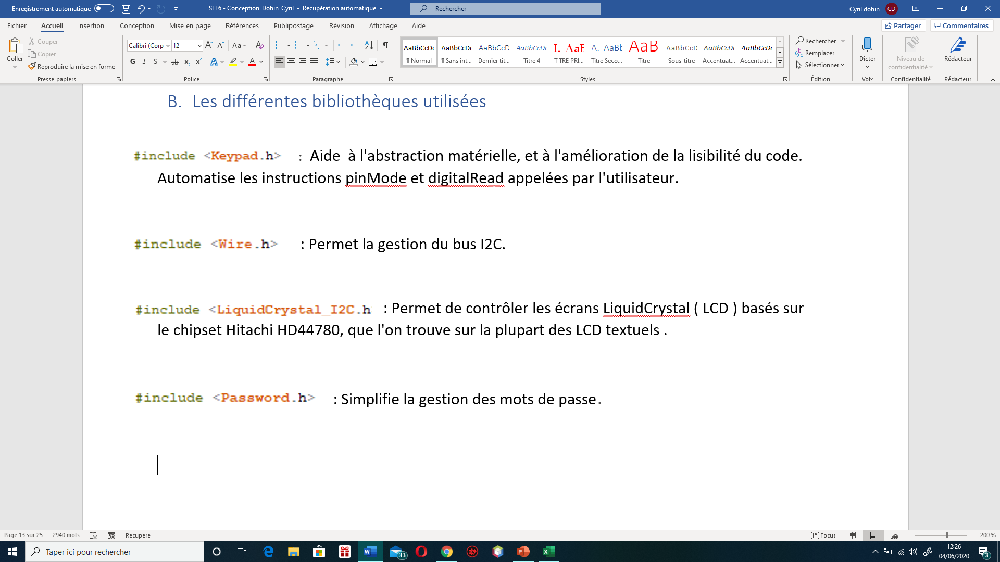 Enregistrement automatique
SFL6 - Conception_Dohin_Cyril - Récupération automatique
Rechercher
Cyril dohin
CD
Fichier Accueil Insertion Conception Mise en page Références Publipostage Révision Affichage Aide
Partager Commentaires
Coller
Couper
Copier
Reproduire la mise en forme
Presse-papiers
Calibri (Corp 12
G I S ab x₂ x²
Police
Paragraphe
AaBbCcDc AaBbCcDc AaBbCcD AaBbCcDc I. AaB A. AaBb AaB AaBbCcD AaBbCcDc AaBbCcDc
¶ Normal ¶ Sans int... Dernier tit... Titre 4 TITRE PRI... Titre Seco... Titre Sous-titre Accentuat... Accentuat...
Styles
Rechercher
Remplacer
Sélectionner
Édition
Dicter
Voix
Niveau de
confidentialité
Confidentialité
Rédacteur
Rédacteur
B. Les différentes bibliothèques utilisées
#include <Keypad.h> : Aide à l'abstraction matérielle, et à l'amélioration de la lisibilité du code.
Automatise les instructions pinMode et digitalRead appelées par l'utilisateur.
#include <Wire.h> : Permet la gestion du bus I2C.
#include <LiquidCrystal_I2C.h : Permet de contrôler les écrans LiquidCrystal ( LCD ) basés sur
le chipset Hitachi HD44780, que l'on trouve sur la plupart des LCD textuels .
#include <Password.h> : Simplifie la gestion des mots de passe.
Page 13 sur 25 2940 mots Récupéré
Focus
200 %
Taper ici pour rechercher
33
12:26
04/06/2020
3